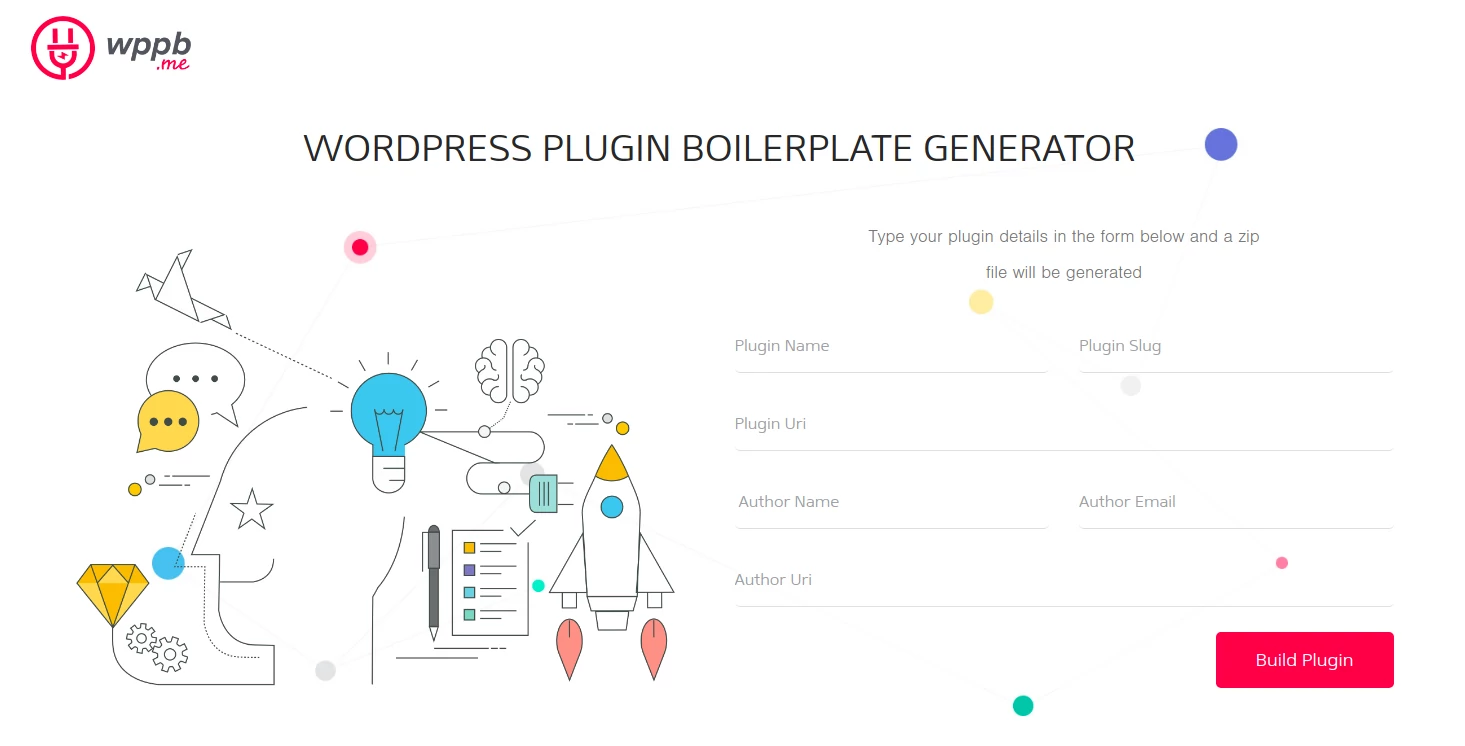 wppb
.me
WORDPRESS PLUGIN BOILERPLATE GENERATOR
Type your plugin details in the form below and a zip
file will be generated
Plugin Name
Plugin Slug
Plugin Uri
Author Name
Author Email
Author Uri
Build Plugin